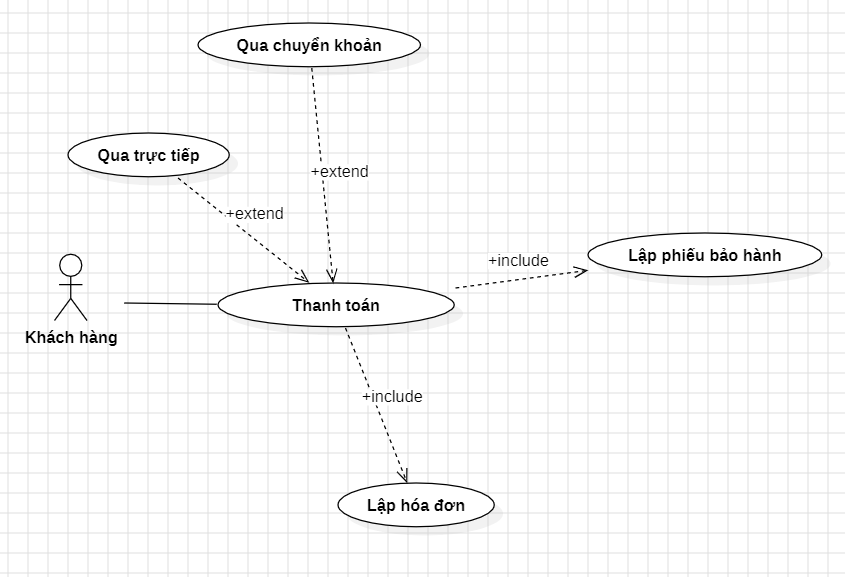 Qua chuyển khoản
Qua trực tiếp
+extend
+extend
Lập phiếu bảo hành
+include
Thanh toán
Khách hàng
+include
Lập hóa đơn